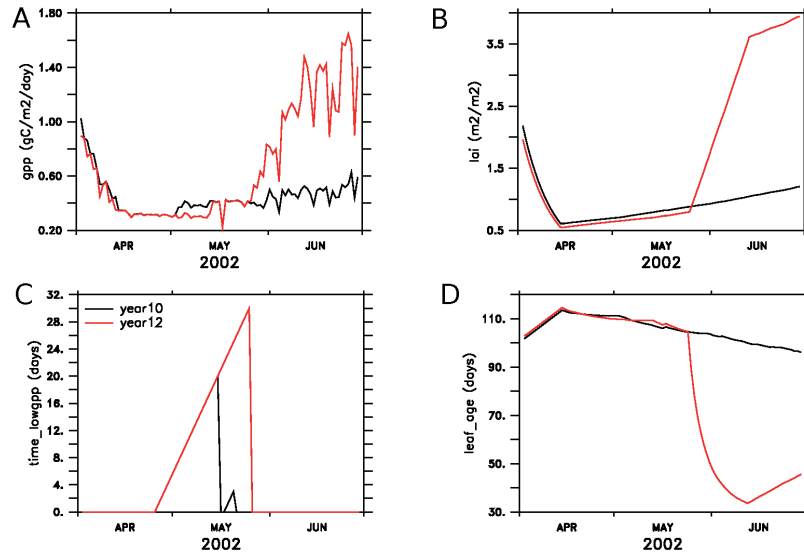 A
1.80
1.40
1.00
0.60
0.20
gpp (gC/m2/day)
APR MAY JUN
2002
B
3.5
2.5
1.5
0.5
lai (m2/m2)
APR MAY JUN
2002
C
32.
28.
24.
20.
16.
12.
8.
4.
0.
time_lowgpp (days)
year10
year12
APR MAY JUN
2002
D
110.
90.
70.
50.
30.
leaf_age (days)
APR MAY JUN
2002